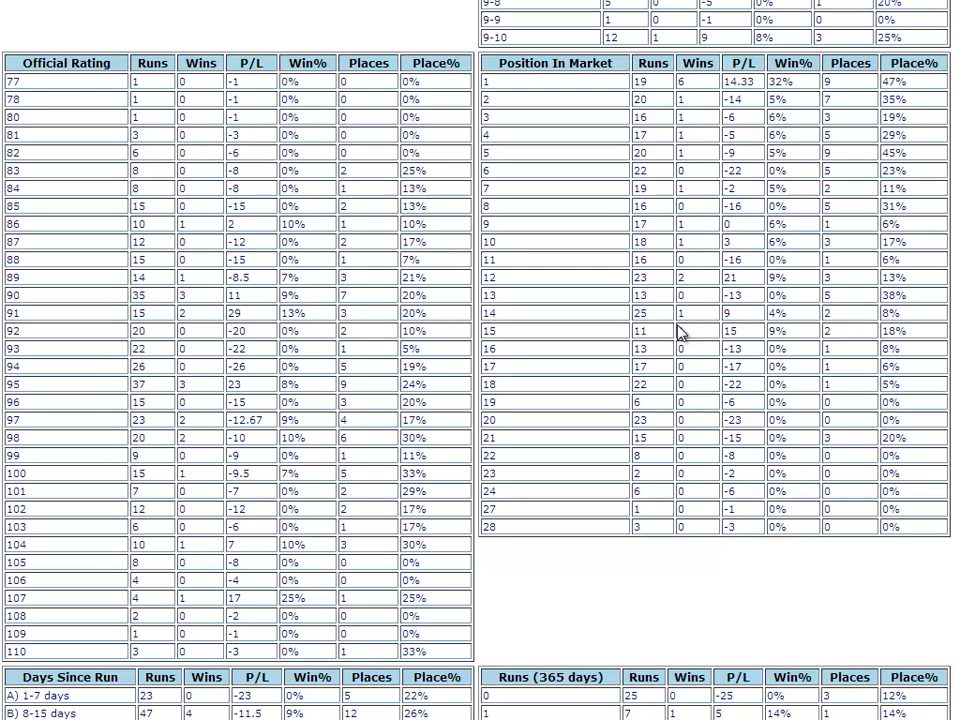 9-8 5 0 -5 0% 1 20%
9-9 1 0 -1 0% 0 0%
9-10 12 1 9 8% 3 25%
Official Rating Runs Wins P/L Win% Places Place%
77 1 0 -1 0% 0 0%
78 1 0 -1 0% 0 0%
80 1 0 -1 0% 0 0%
81 3 0 -3 0% 0 0%
82 6 0 -6 0% 0 0%
83 8 0 -8 0% 2 25%
84 8 0 -8 0% 1 13%
85 15 0 -15 0% 2 13%
86 10 1 2 10% 1 10%
87 12 0 -12 0% 2 17%
88 15 0 -15 0% 1 7%
89 14 1 -8.5 7% 3 21%
90 35 3 11 9% 7 20%
91 15 2 29 13% 3 20%
92 20 0 -20 0% 2 10%
93 22 0 -22 0% 1 5%
94 26 0 -26 0% 5 19%
95 37 3 23 8% 9 24%
96 15 0 -15 0% 3 20%
97 23 2 -12.67 9% 4 17%
98 20 2 -10 10% 6 30%
99 9 0 -9 0% 1 11%
100 15 1 -9.5 7% 5 33%
101 7 0 -7 0% 2 29%
102 12 0 -12 0% 2 17%
103 6 0 -6 0% 1 17%
104 10 1 7 10% 3 30%
105 8 0 -8 0% 0 0%
106 4 0 -4 0% 0 0%
107 4 1 17 25% 1 25%
108 2 0 -2 0% 0 0%
109 1 0 -1 0% 0 0%
110 3 0 -3 0% 1 33%
Position In Market Runs Wins P/L Win% Places Place%
1 19 6 14.33 32% 9 47%
2 20 1 -14 5% 7 35%
3 16 1 -6 6% 3 19%
4 17 1 -5 6% 5 29%
5 20 1 -9 5% 9 45%
6 22 0 -22 0% 5 23%
7 19 1 -2 5% 2 11%
8 16 0 -16 0% 5 31%
9 17 1 0 6% 1 6%
10 18 1 3 6% 3 17%
11 16 0 -16 0% 1 6%
12 23 2 21 9% 3 13%
13 13 0 -13 0% 5 38%
14 25 1 9 4% 2 8%
15 11 15 9% 2 18%
16 13 0 -13 0% 1 8%
17 17 0 -17 0% 1 6%
18 22 0 -22 0% 1 5%
19 6 0 -6 0% 0 0%
20 23 0 -23 0% 0 0%
21 15 0 -15 0% 3 20%
22 8 0 -8 0% 0 0%
23 2 0 -2 0% 0 0%
24 6 0 -6 0% 0 0%
27 1 0 -1 0% 0 0%
28 3 0 -3 0% 0 0%
Days Since Run Runs Wins P/L Win% Places Place%
A) 1-7 days 23 0 -23 0% 5 22%
B) 8-15 days 47 4 -11.5 9% 12 26%
Runs (365 days) Runs Wins P/L Win% Places Place%
0 25 0 -25 0% 3 12%
1 7 1 5 14% 1 14%